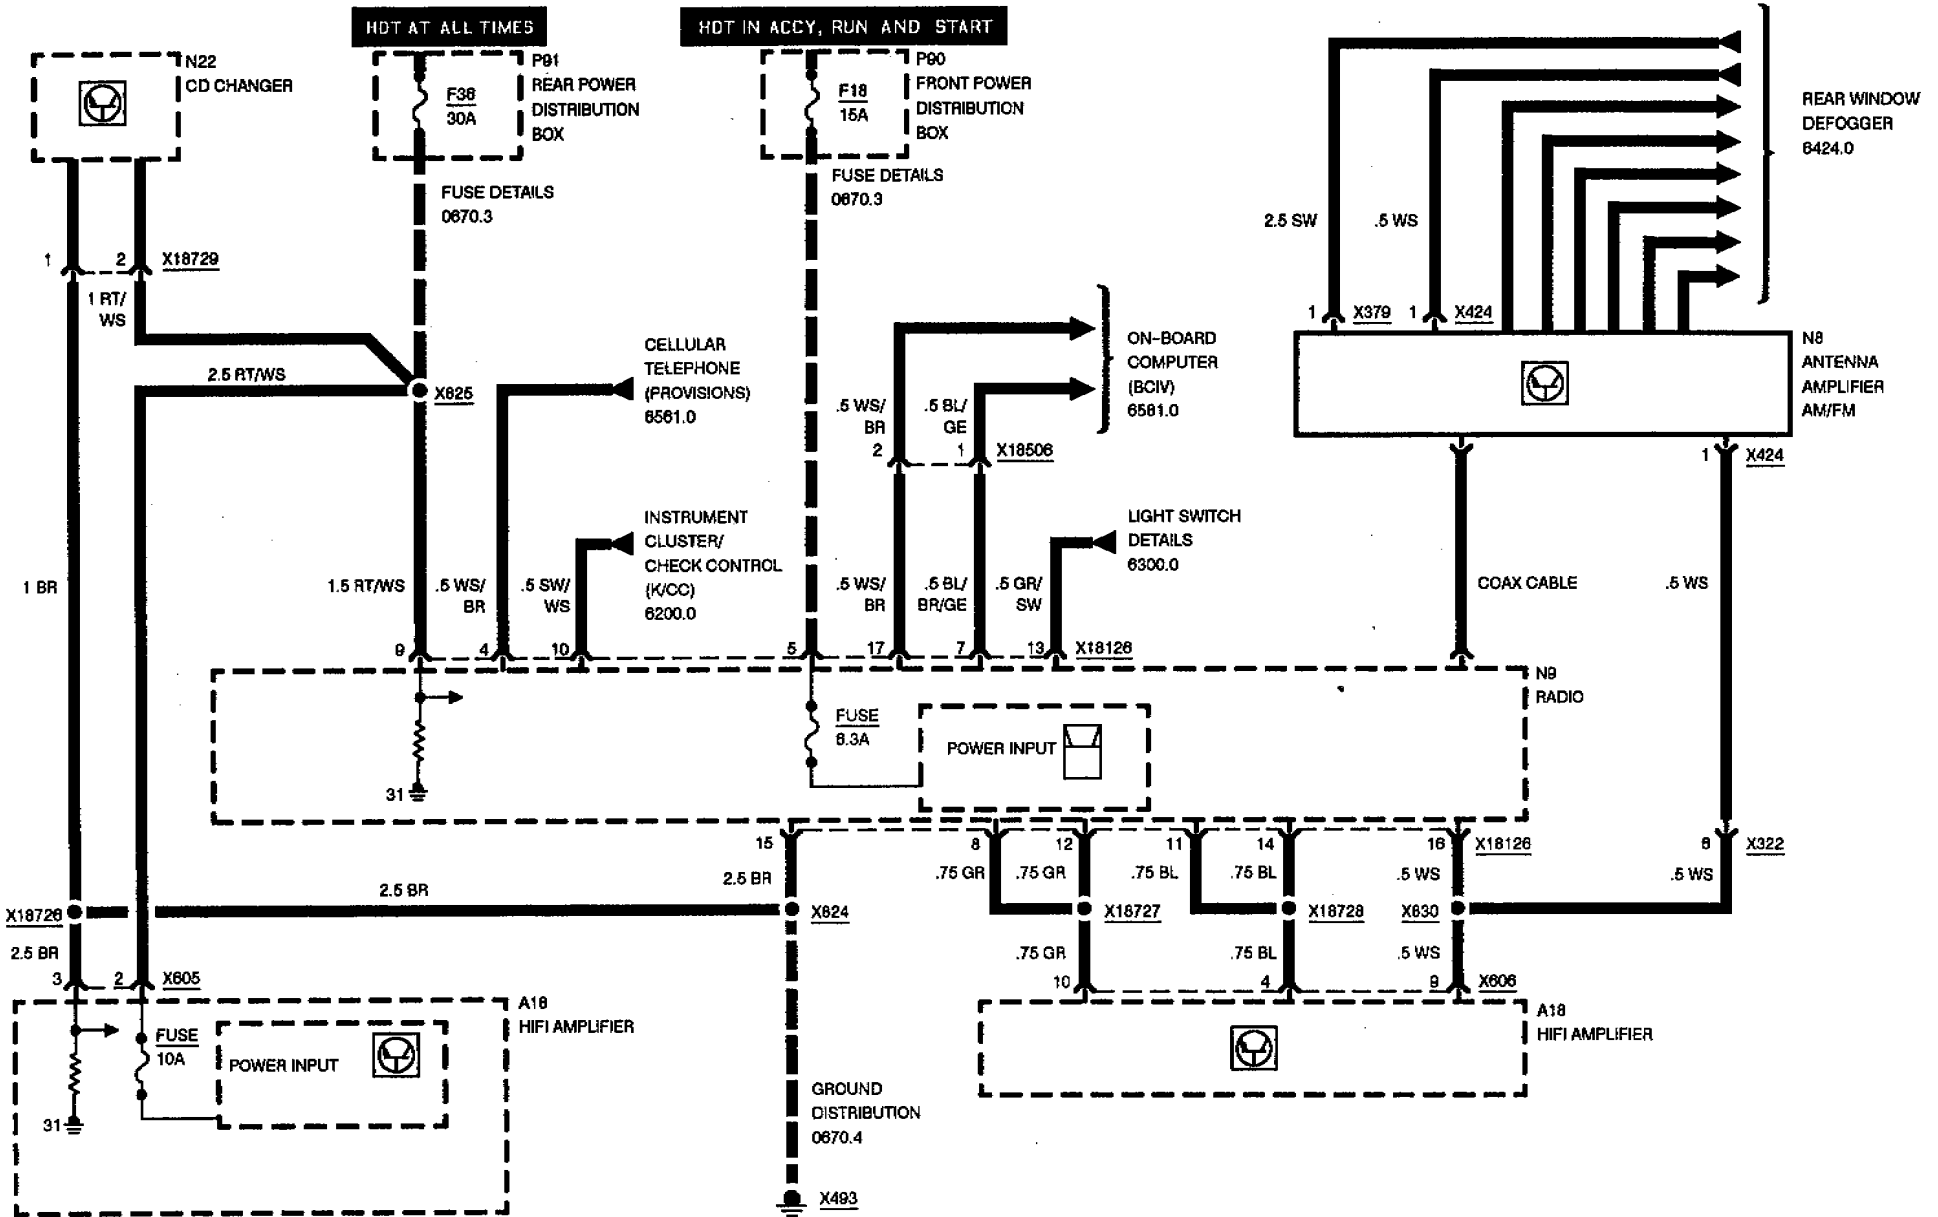 HOT AT ALL TIMES
HOT IN ACCY, RUN AND START
N22
CD CHANGER
F36
30A
P91
REAR POWER
DISTRIBUTION
BOX
FUSE DETAILS
0670.3
F18
15A
P90
FRONT POWER
DISTRIBUTION
BOX
FUSE DETAILS
0670.3
REAR WINDOW
DEFOGGER
6424.0
2.5 SW
.5 WS
1
X379
1
X424
N8
ANTENNA
AMPLIFIER
AM/FM
1
2
X18729
1 RT/
WS
2.5 RT/WS
X625
CELLULAR
TELEPHONE
(PROVISIONS)
6561.0
ON-BOARD
COMPUTER
(BCIV)
6581.0
.5 WS/
BR
.5 BL/
GE
2
1
X18506
1
X424
INSTRUMENT
CLUSTER/
CHECK CONTROL
(K/CC)
6200.0
LIGHT SWITCH
DETAILS
6300.0
1 BR
1.5 RT/WS
.5 WS/
BR
.5 SW/
WS
.5 WS/
BR
.5 BL/
BR/GE
.5 GR/
SW
COAX CABLE
.5 WS
9
4
10
5
17
7
13
X18126
N9
RADIO
FUSE
6.3A
POWER INPUT
31
15
8
12
11
14
16
X18126
6
X322
2.5 BR
.75 GR
.75 GR
.75 BL
.75 BL
.5 WS
.5 WS
X18726
2.5 BR
X624
X18727
X18728
X630
2.5 BR
.75 GR
.75 BL
.5 WS
3
2
X605
10
4
9
X606
A18
HIFI AMPLIFIER
FUSE
10A
POWER INPUT
31
A18
HIFI AMPLIFIER
GROUND
DISTRIBUTION
0670.4
X493